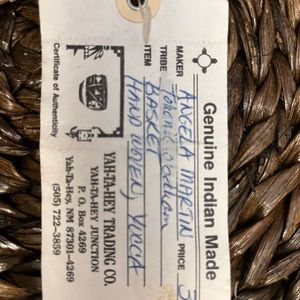 Genuine Indian Made
MAKER ANGELA MARTIN
TRIBE
ITEM BASKET
HAND WOVEN, YUCCA
PRICE
YAH-TA-HEY TRADING CO.
YAH-TA-HEY JUNCTION
P. O. Box 4269
Yah-Ta-Hey, NM 87301-4269
(505) 722-3859
Certificate of Authenticity